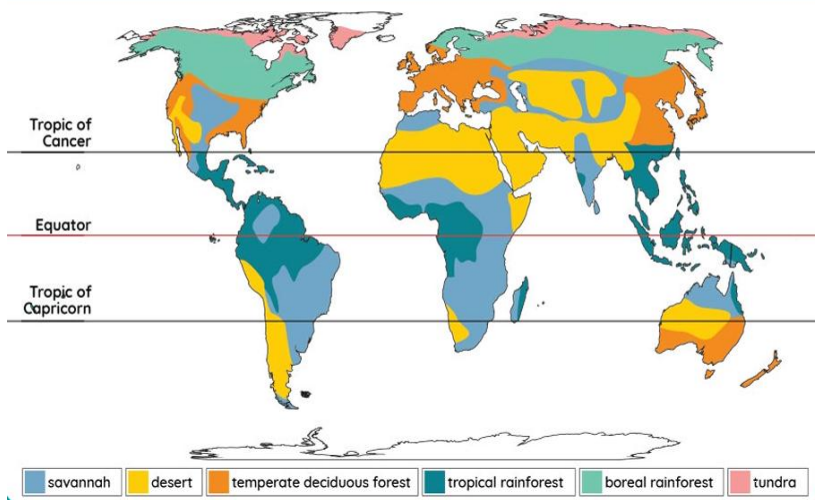 Tropic of
Cancer
Equator
Tropic of
Capricorn
savannah desert temperate deciduous forest tropical rainforest boreal rainforest tundra